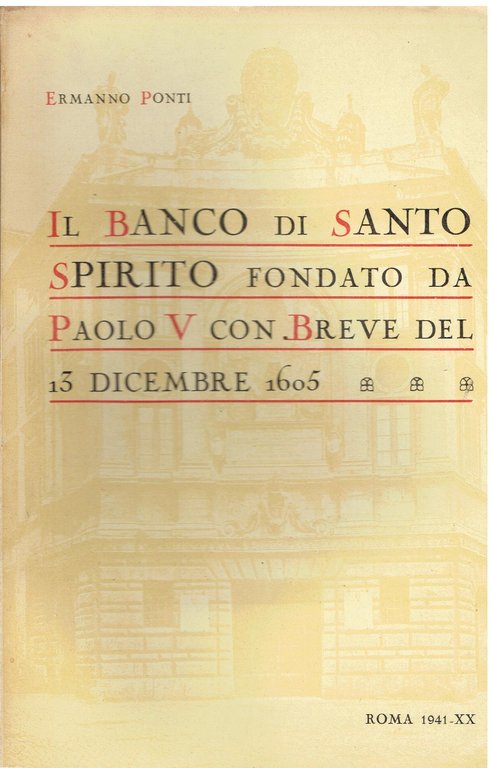 ERMANNO PONTI
IL BANCO DI SANTO
SPIRITO FONDATO DA
PAOLO V CON BREVE DEL
13 DICEMBRE 1605
ROMA 1941-XX